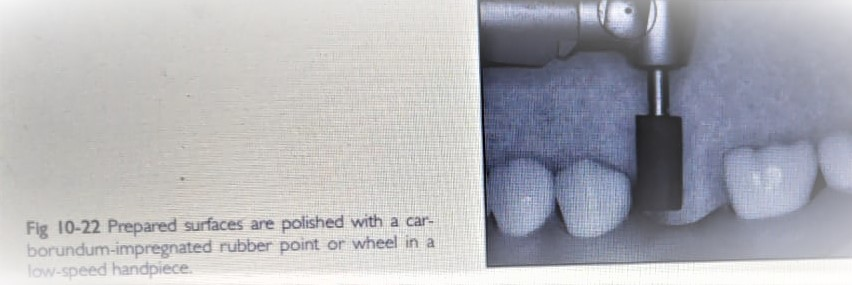 Fig 10-22 Prepared surfaces are polished with a car-
borundum-impregnated rubber point or wheel in a
low-speed handpiece.